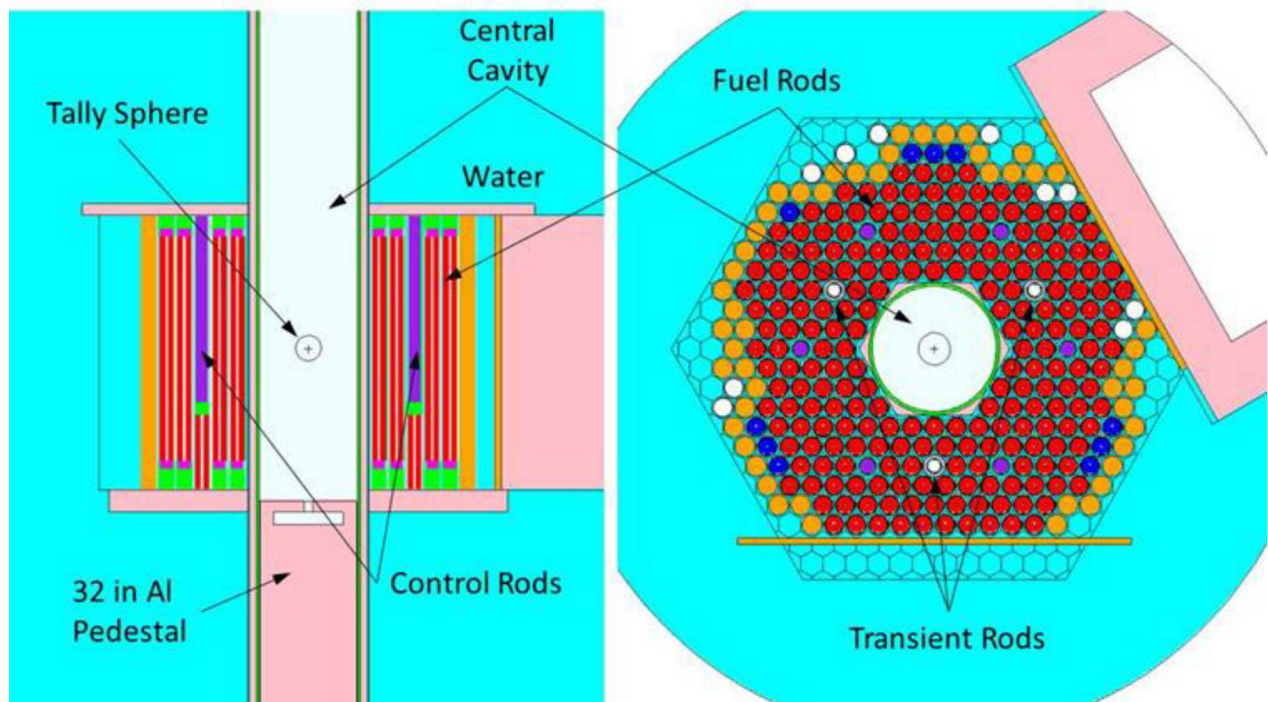 Central
Cavity
Fuel Rods
Tally Sphere
Water
32 in Al
Pedestal
Control Rods
Transient Rods